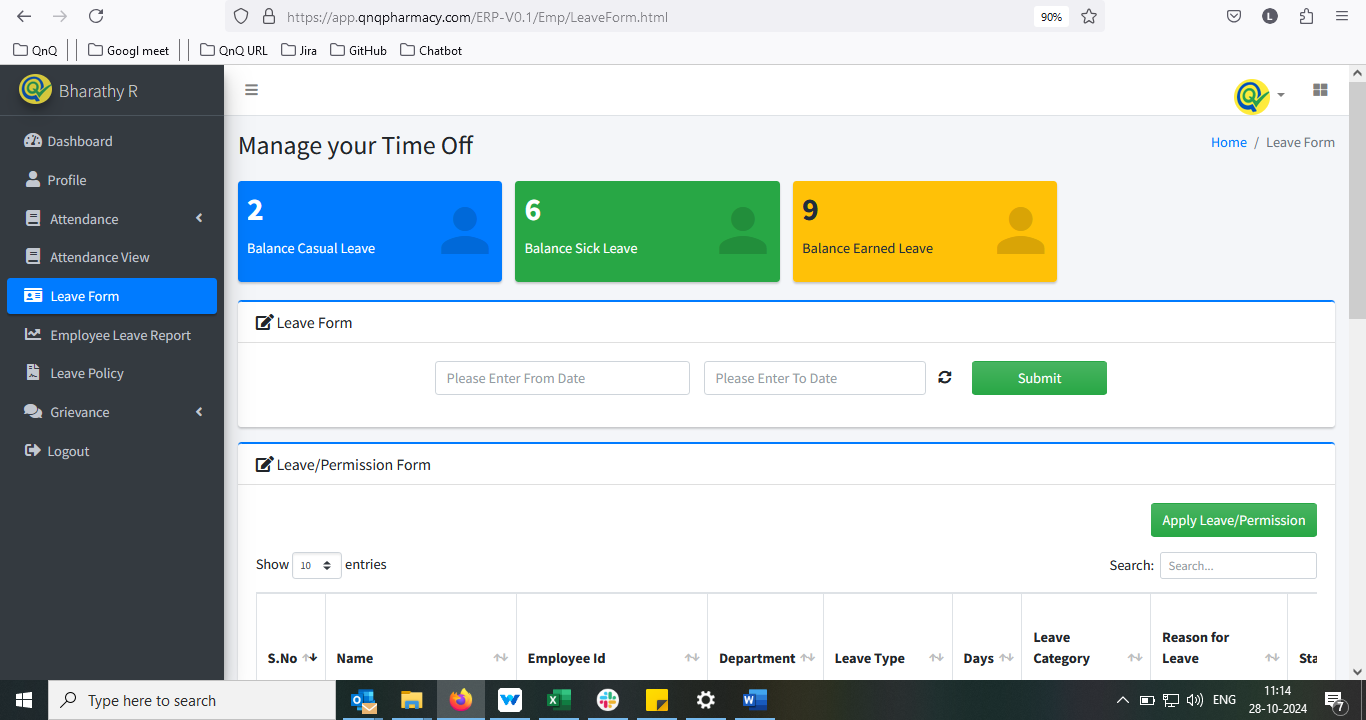 https://app.qnqpharmacy.com/ERP-V0.1/Emp/LeaveForm.html
90%
L
QnQ
Googl meet
QnQ URL
Jira
GitHub
Chatbot
Bharathy R
Dashboard
Profile
Attendance
Attendance View
Leave Form
Employee Leave Report
Leave Policy
Grievance
Logout
Manage your Time Off
Home / Leave Form
2
Balance Casual Leave
6
Balance Sick Leave
9
Balance Earned Leave
Leave Form
Please Enter From Date
Please Enter To Date
Submit
Leave/Permission Form
Apply Leave/Permission
Show 10 entries
Search: Search...
S.No
Name
Employee Id
Department
Leave Type
Days
Leave Category
Reason for Leave
Sta
Type here to search
ENG
11:14
28-10-2024
7